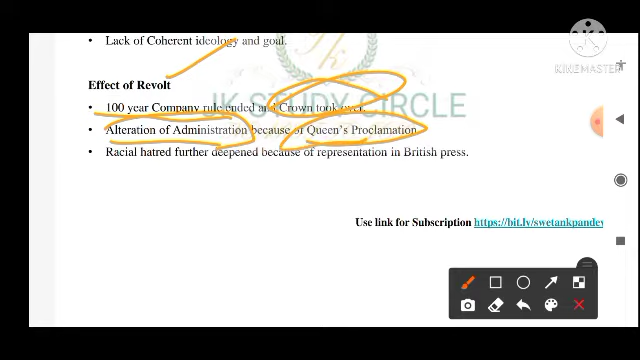 • Lack of Coherent ideology and goal.
Effect of Revolt
• 100 year Company rule ended and Crown took over.
• Alteration of Administration because of Queen's Proclamation
• Racial hatred further deepened because of representation in British press.
JK STUDY CIRCLE
Use link for Subscription https://bit.lv/swetankpandey
KINEMASTER